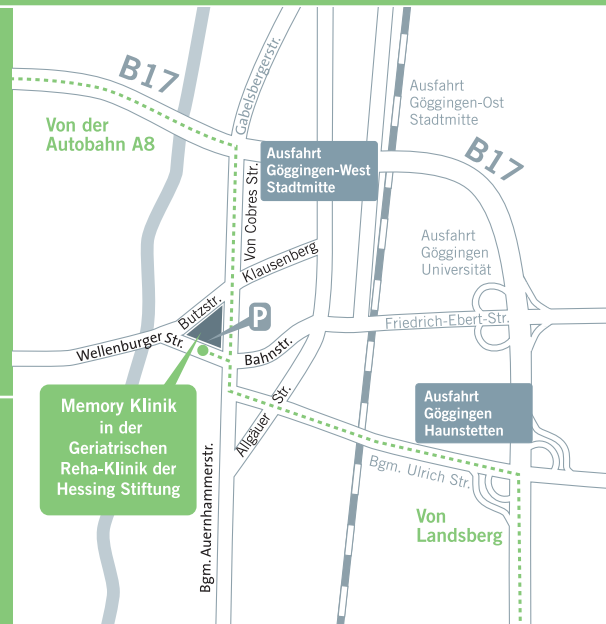 B17
Gabelsbergerstr.
Ausfahrt
Göggingen-Ost
Stadtmitte
Von der
Autobahn A8
Ausfahrt
Göggingen-West
Stadtmitte
B17
Von Cobres Str.
Klausenberg
Ausfahrt
Göggingen
Universität
Butzstr.
P
Friedrich-Ebert-Str.
Wellenburger Str.
Bahnstr.
Memory Klinik
in der
Geriatrischen
Reha-Klinik der
Hessing Stiftung
Allgäuer Str.
Ausfahrt
Göggingen
Haunstetten
Bgm. Auernhammerstr.
Bgm. Ulrich Str.
Von
Landsberg